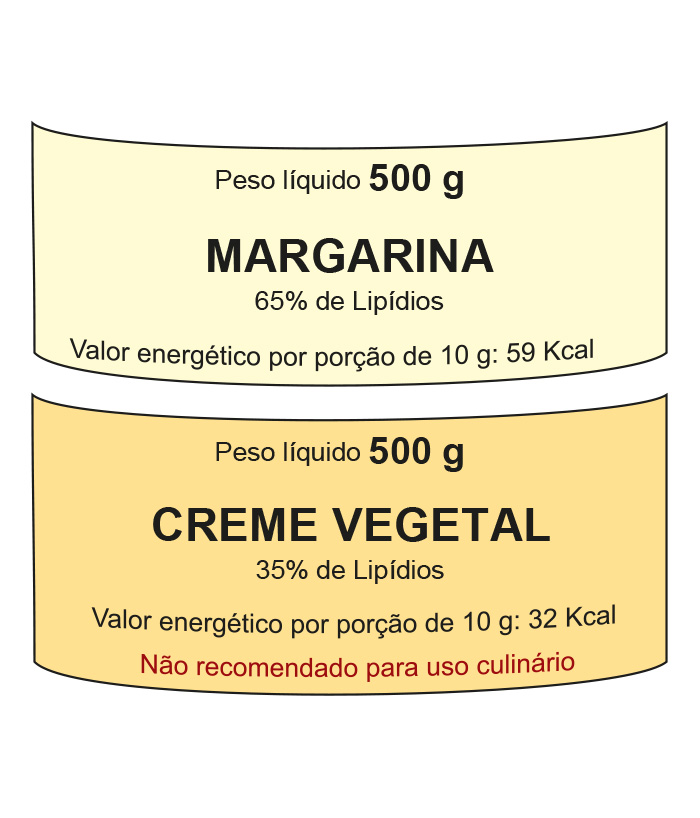 Peso líquido 500 g
MARGARINA
65% de Lipídios
Valor energético por porção de 10 g: 59 Kcal
Peso líquido 500 g
CREME VEGETAL
35% de Lipídios
Valor energético por porção de 10 g: 32 Kcal
Não recomendado para uso culinário